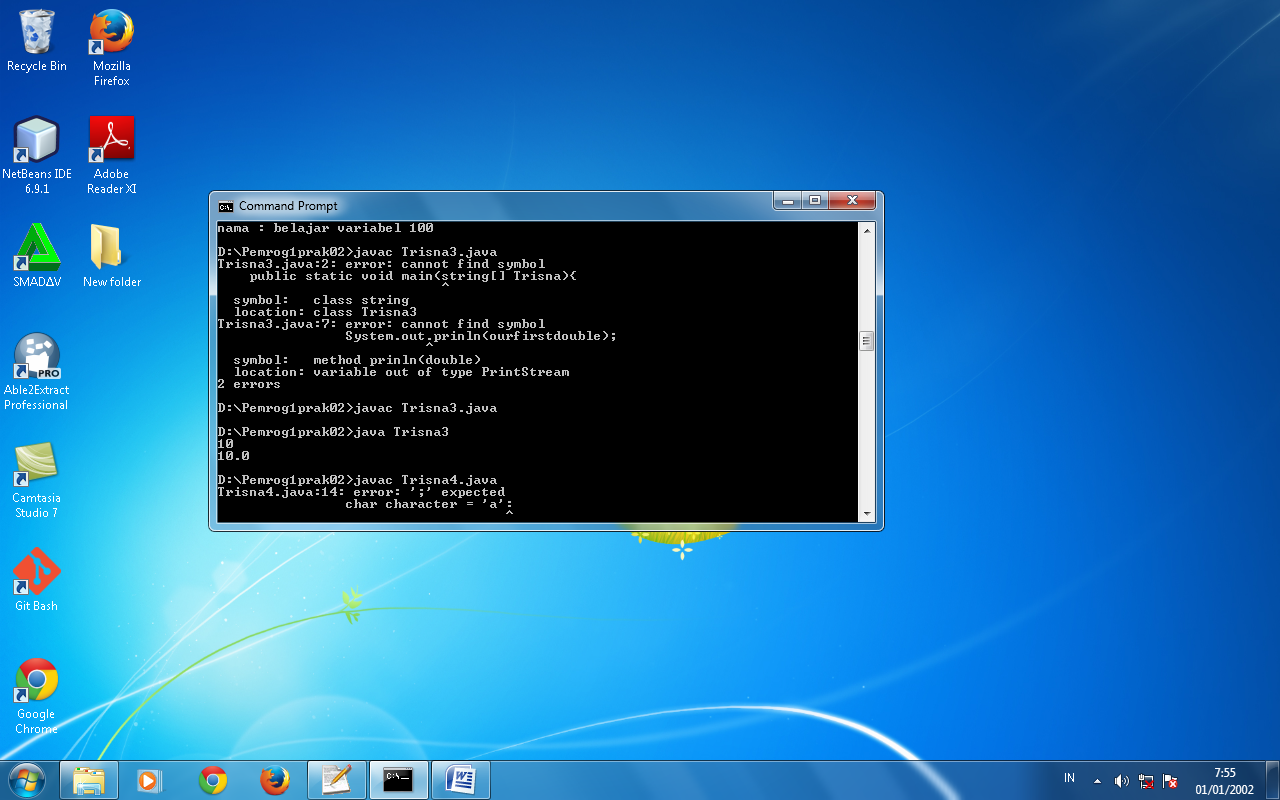 Recycle Bin
Mozilla
Firefox
NetBeans IDE
6.9.1
Adobe
Reader XI
SMADΔV
New folder
PRO
Able2Extract
Professional
Camtasia
Studio 7
Git Bash
Google
Chrome
Command Prompt
nama : belajar variabel 100
D:\Pemrog1prak02>javac Trisna3.java
Trisna3.java:2: error: cannot find symbol
public static void main(string[] Trisna){
^
symbol:   class string
location: class Trisna3
Trisna3.java:7: error: cannot find symbol
System.out.prinln(ourfirstdouble);
^
symbol:   method prinln(double)
location: variable out of type PrintStream
2 errors
D:\Pemrog1prak02>javac Trisna3.java
D:\Pemrog1prak02>java Trisna3
10
10.0
D:\Pemrog1prak02>javac Trisna4.java
Trisna4.java:14: error: ';' expected
char character = 'a':
^
IN
7:55
01/01/2002